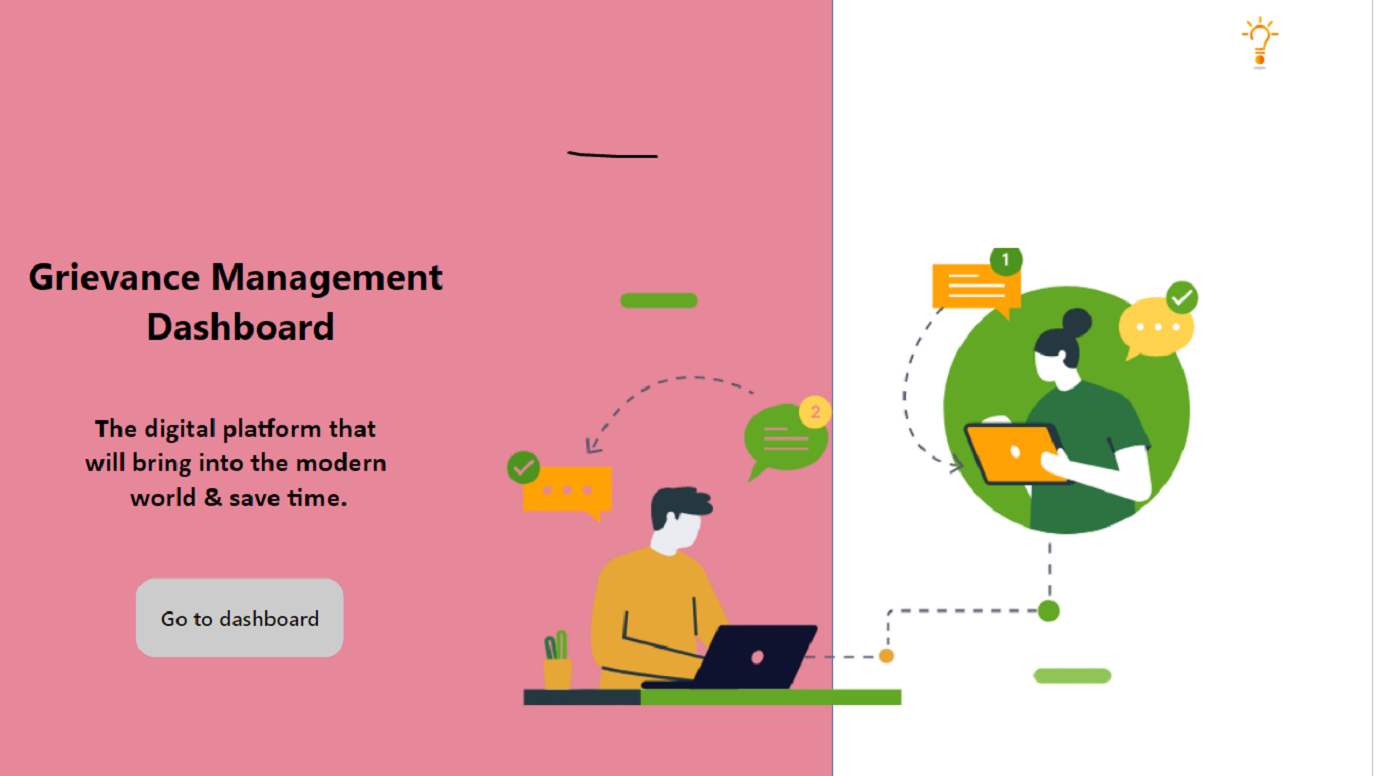 Grievance Management
Dashboard
The digital platform that
will bring into the modern
world & save time.
Go to dashboard
2
1